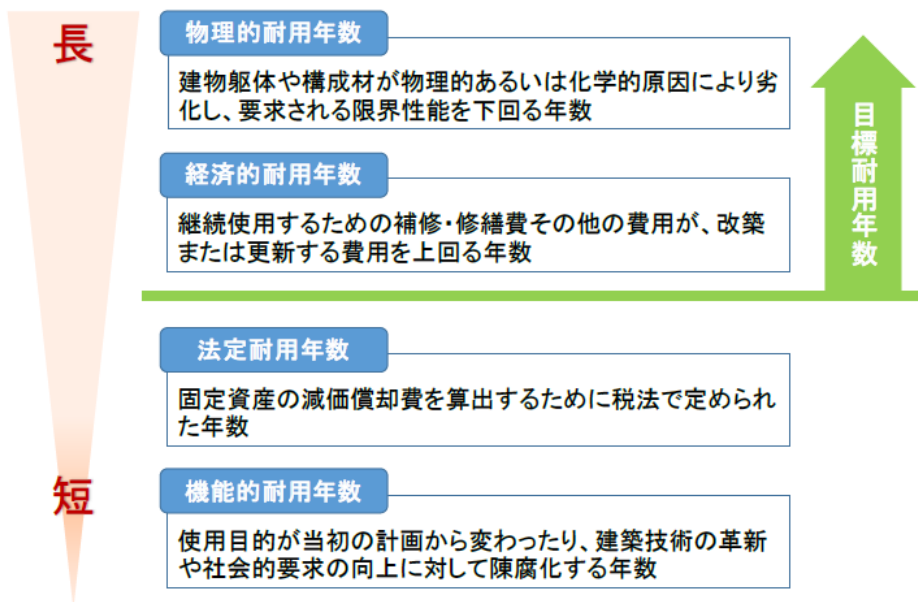 長
物理的耐用年数
建物躯体や構成材が物理的あるいは化学的原因により劣
化し、要求される限界性能を下回る年数
経済的耐用年数
継続使用するための補修・修繕費その他の費用が、改築
または更新する費用を上回る年数
目標耐用年数
法定耐用年数
固定資産の減価償却費を算出するために税法で定められ
た年数
短
機能的耐用年数
使用目的が当初の計画から変わったり、建築技術の革新
や社会的要求の向上に対して陳腐化する年数